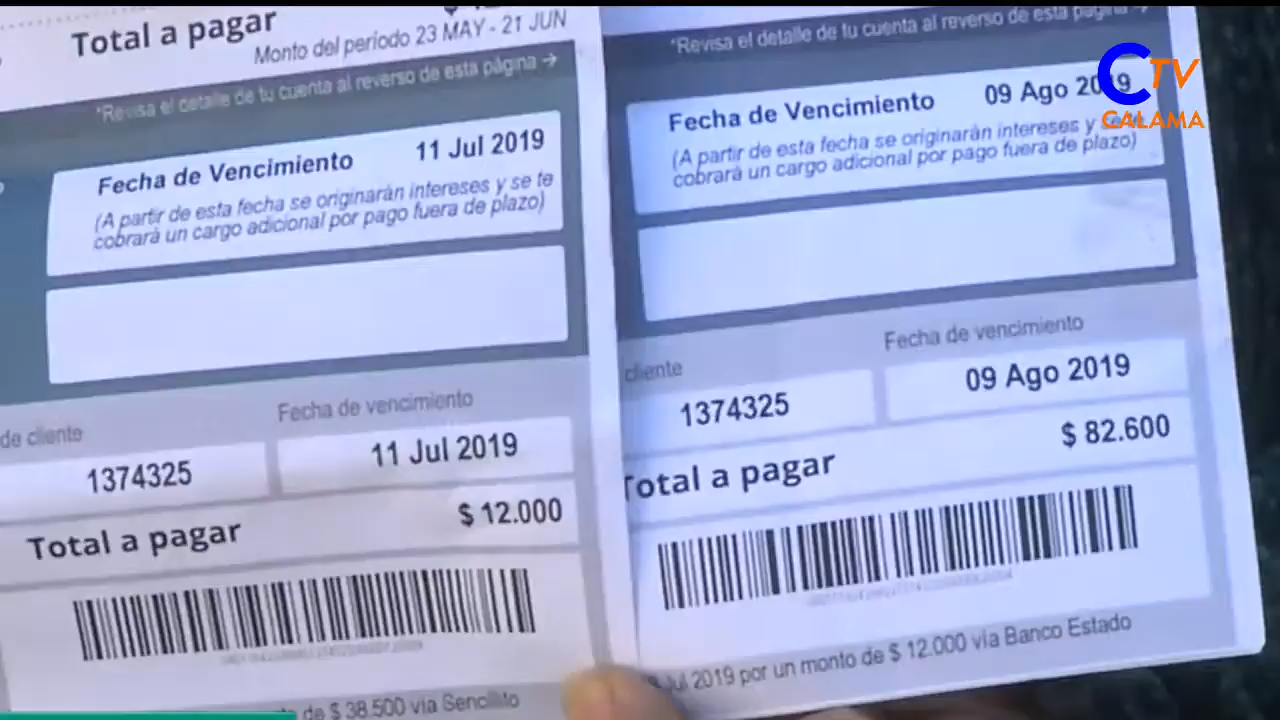 Total a pagar
Monto del período 23 MAY - 21 JUN
*Revisa el detalle de tu cuenta al reverso de esta página →
Fecha de Vencimiento 11 Jul 2019
(A partir de esta fecha se originarán intereses y se te
cobrará un cargo adicional por pago fuera de plazo)
de cliente
Fecha de vencimiento
1374325
11 Jul 2019
Total a pagar
$ 12.000
de $ 38.500 vía Sencillito
*Revisa el detalle de tu cuenta al reverso de esta página
Fecha de Vencimiento 09 Ago 2019
(A partir de esta fecha se originarán intereses y se te
cobrará un cargo adicional por pago fuera de plazo)
cliente
Fecha de vencimiento
1374325
09 Ago 2019
Total a pagar
$ 82.600
Jul 2019 por un monto de $ 12.000 vía Banco Estado
CTV
CALAMA